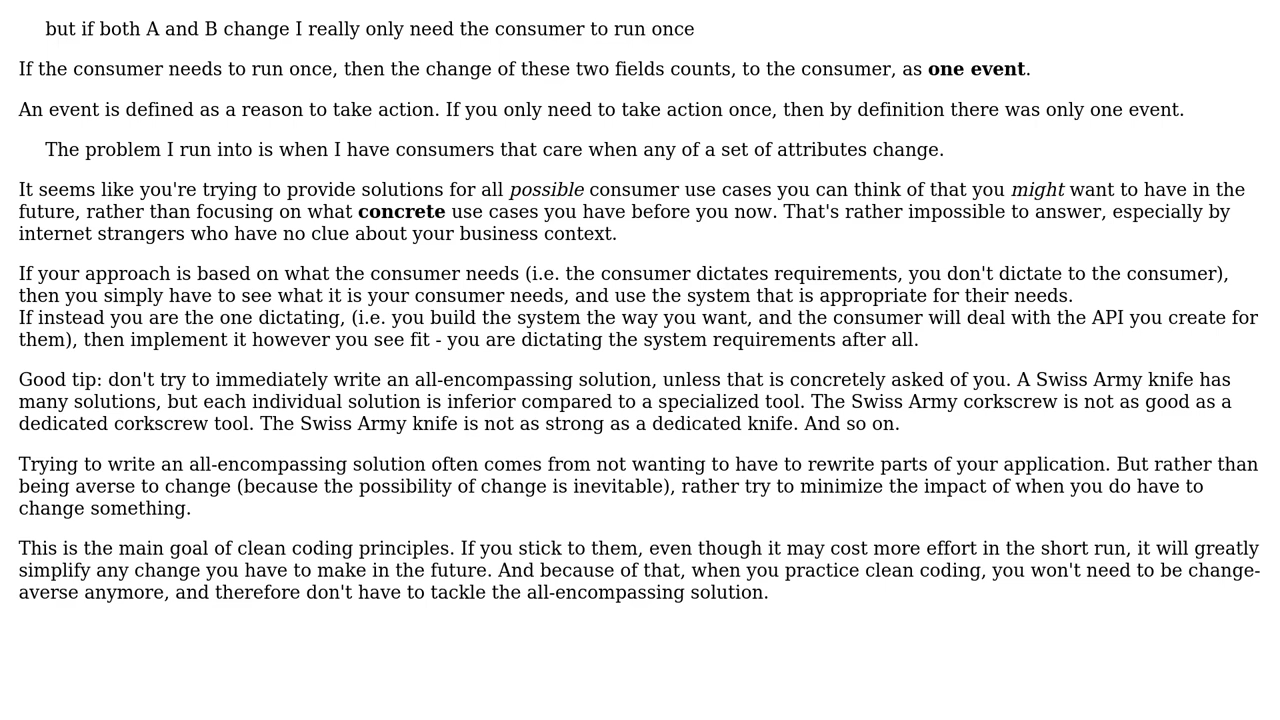 but if both A and B change I really only need the consumer to run once
If the consumer needs to run once, then the change of these two fields counts, to the consumer, as one event.
An event is defined as a reason to take action. If you only need to take action once, then by definition there was only one event.
The problem I run into is when I have consumers that care when any of a set of attributes change.
It seems like you're trying to provide solutions for all possible consumer use cases you can think of that you might want to have in the
future, rather than focusing on what concrete use cases you have before you now. That's rather impossible to answer, especially by
internet strangers who have no clue about your business context.
If your approach is based on what the consumer needs (i.e. the consumer dictates requirements, you don't dictate to the consumer),
then you simply have to see what it is your consumer needs, and use the system that is appropriate for their needs.
If instead you are the one dictating, (i.e. you build the system the way you want, and the consumer will deal with the API you create for
them), then implement it however you see fit - you are dictating the system requirements after all.
Good tip: don't try to immediately write an all-encompassing solution, unless that is concretely asked of you. A Swiss Army knife has
many solutions, but each individual solution is inferior compared to a specialized tool. The Swiss Army corkscrew is not as good as a
dedicated corkscrew tool. The Swiss Army knife is not as strong as a dedicated knife. And so on.
Trying to write an all-encompassing solution often comes from not wanting to have to rewrite parts of your application. But rather than
being averse to change (because the possibility of change is inevitable), rather try to minimize the impact of when you do have to
change something.
This is the main goal of clean coding principles. If you stick to them, even though it may cost more effort in the short run, it will greatly
simplify any change you have to make in the future. And because of that, when you practice clean coding, you won't need to be change-
averse anymore, and therefore don't have to tackle the all-encompassing solution.